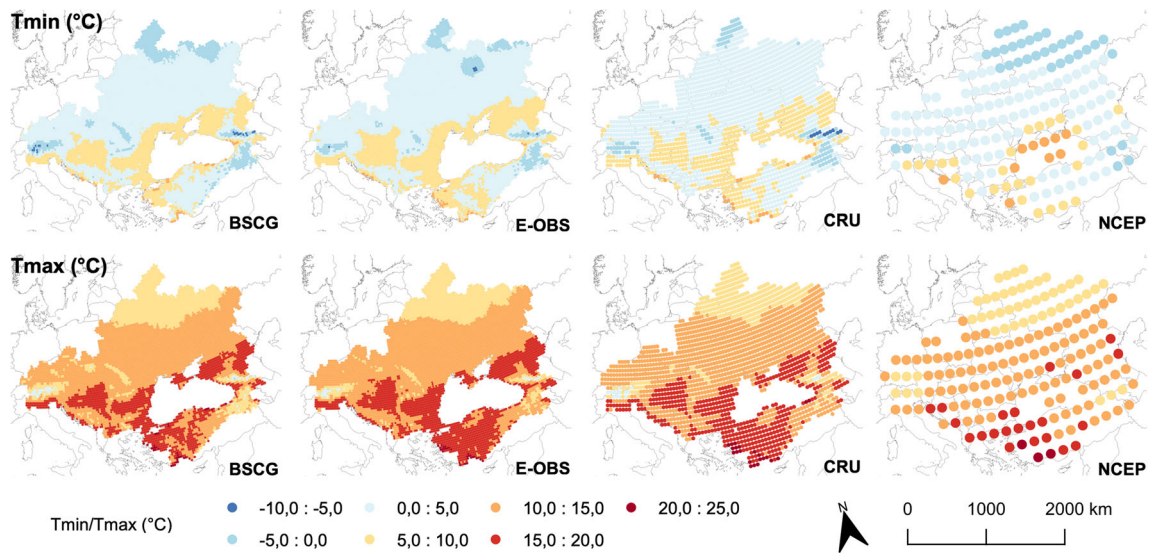 Tmin (°C)
BSCG
E-OBS
CRU
NCEP
Tmax (°C)
BSCG
E-OBS
CRU
NCEP
Tmin/Tmax (°C)
-10,0 : -5,0
0,0 : 5,0
10,0 : 15,0
20,0 : 25,0
-5,0 : 0,0
5,0 : 10,0
15,0 : 20,0
N
0 1000 2000 km